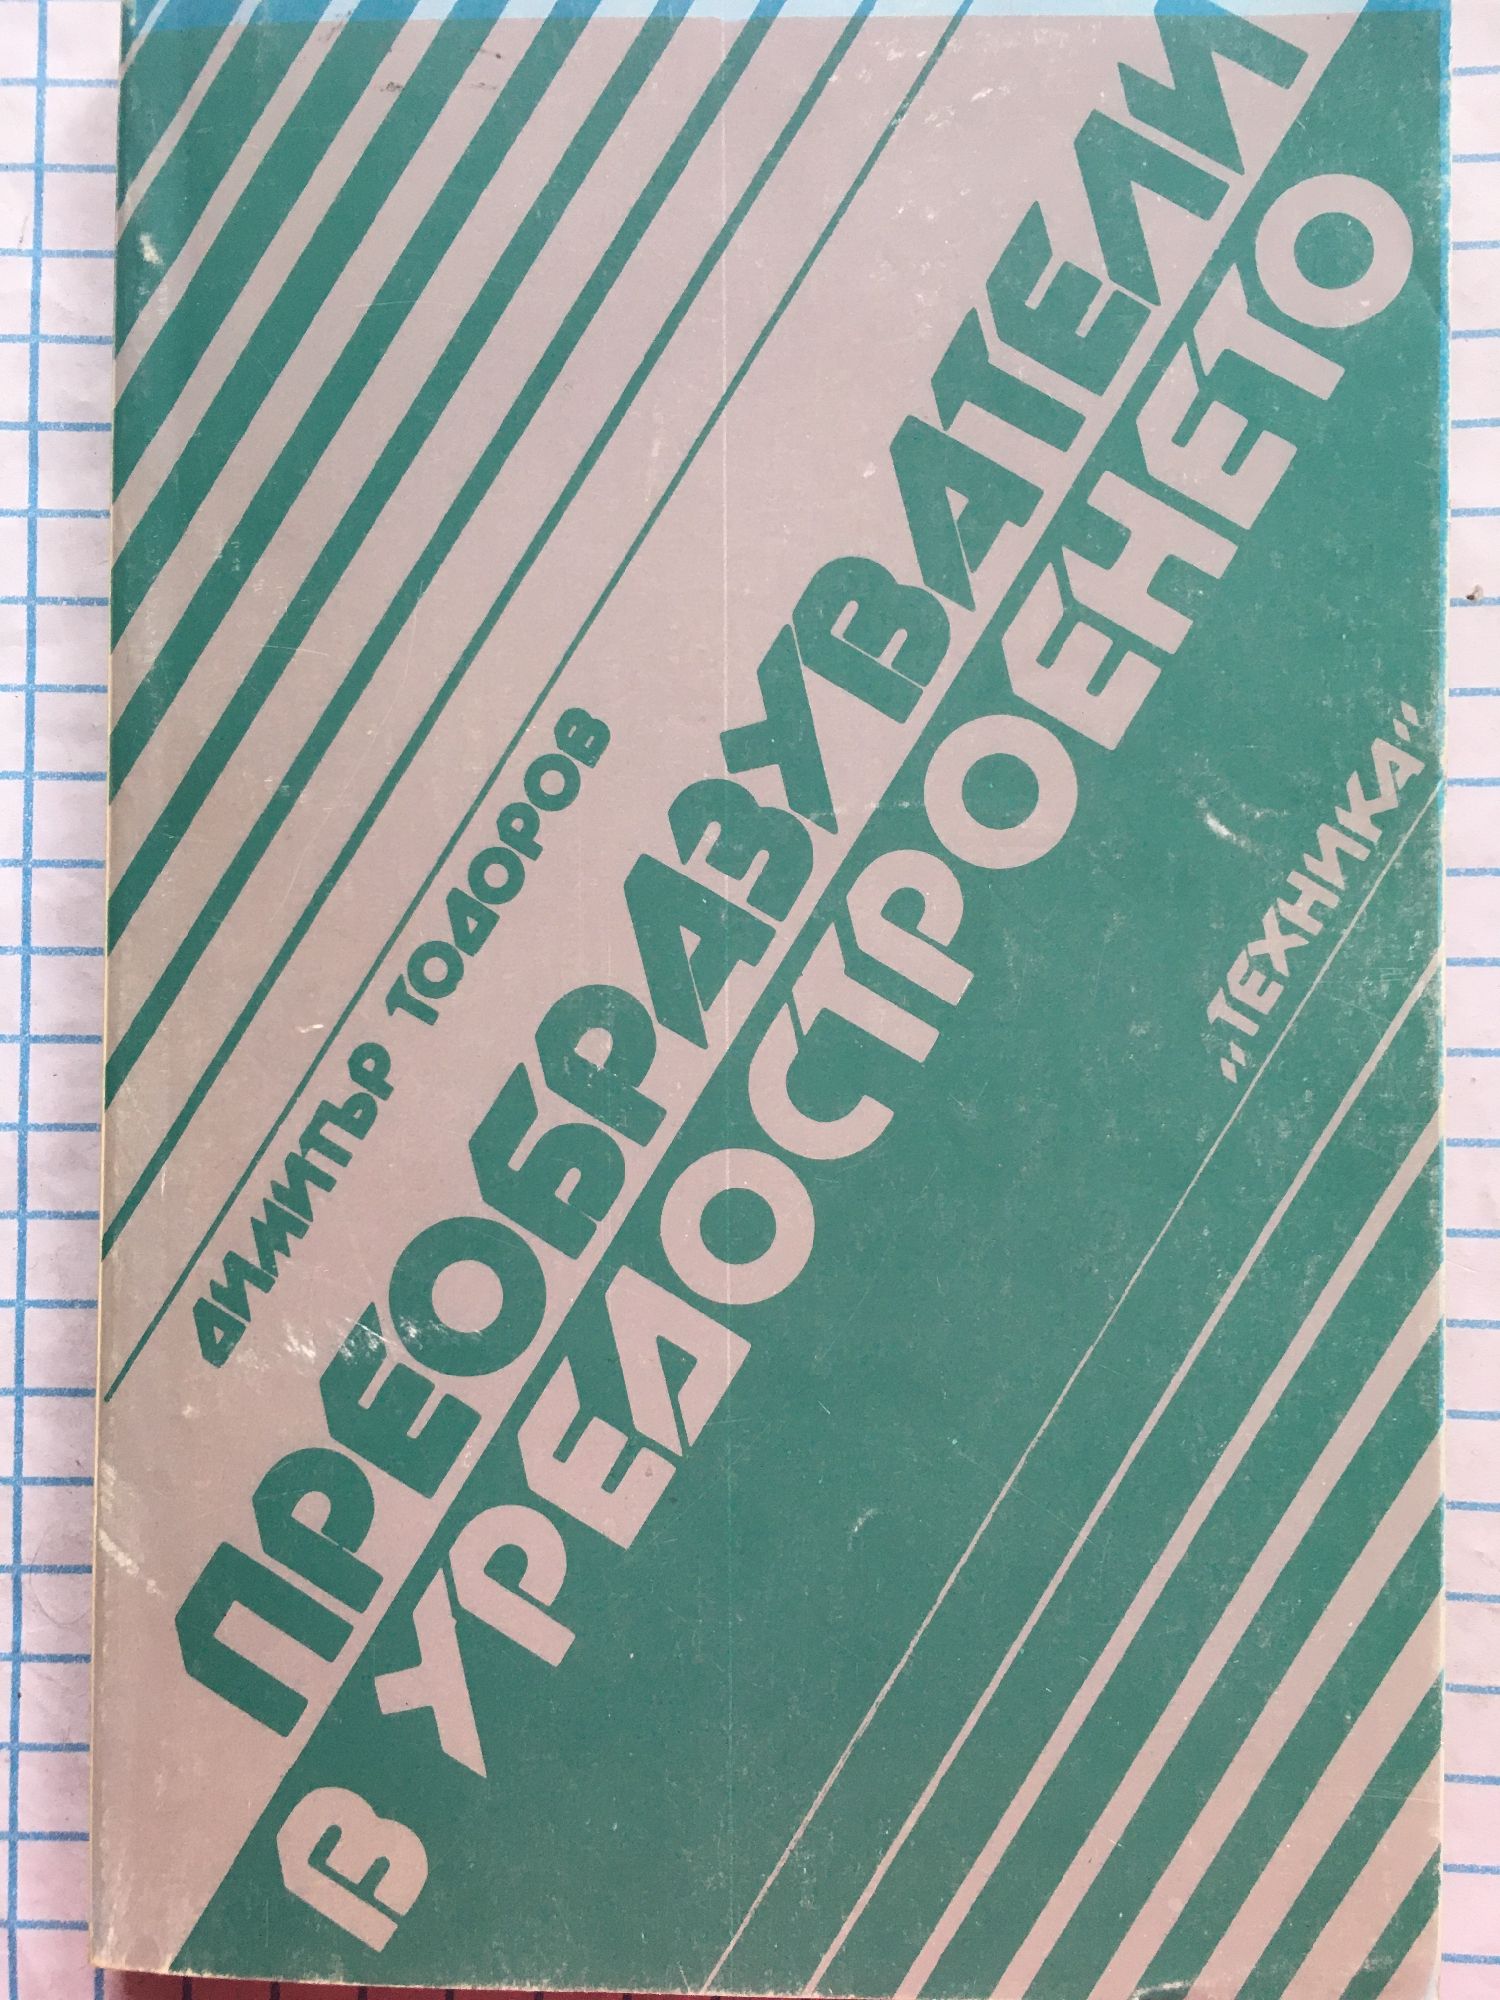 ДИМИТЪР ТОДОРОВ
ПРЕОБРАЗУВАТЕЛИ
В УРЕДОСТРОЕНЕТО
„ТЕХНИКА“